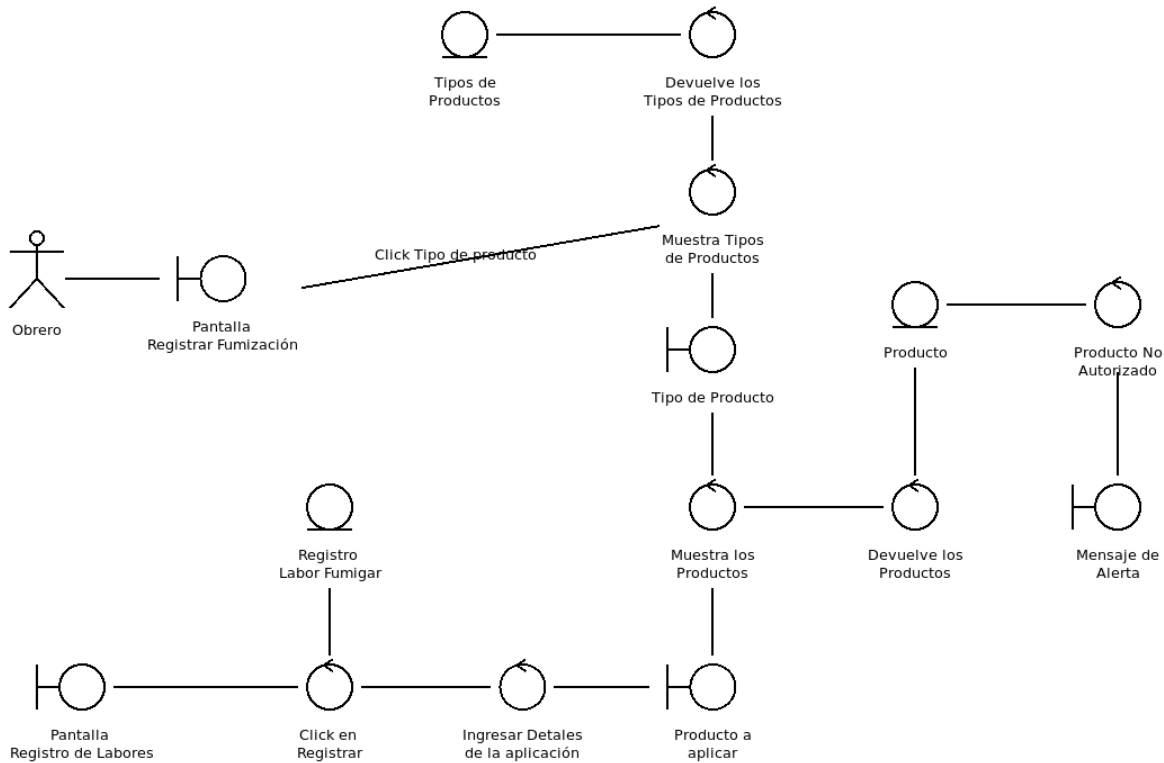 Tipos de
Productos
Devuelve los
Tipos de Productos
Click Tipo de producto
Muestra Tipos
de Productos
Obrero
Pantalla
Registrar Fumización
Producto
Producto No
Autorizado
Tipo de Producto
Registro
Labor Fumigar
Muestra los
Productos
Devuelve los
Productos
Mensaje de
Alerta
Pantalla
Registro de Labores
Click en
Registrar
Ingresar Detales
de la aplicación
Producto a
aplicar